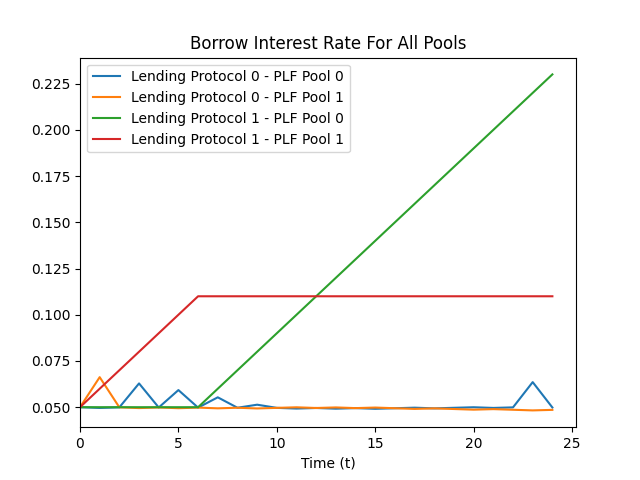 Borrow Interest Rate For All Pools
Lending Protocol 0 - PLF Pool 0
Lending Protocol 0 - PLF Pool 1
Lending Protocol 1 - PLF Pool 0
Lending Protocol 1 - PLF Pool 1
0.225
0.200
0.175
0.150
0.125
0.100
0.075
0.050
0 5 10 15 20 25
Time (t)